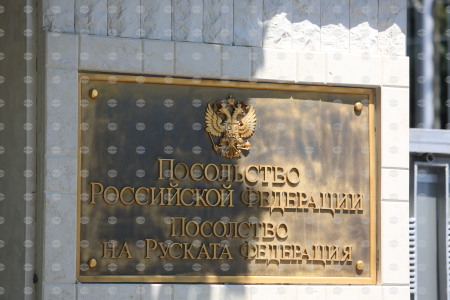 Посольство
Российской Федерации
Посолство
на Руската Федерация